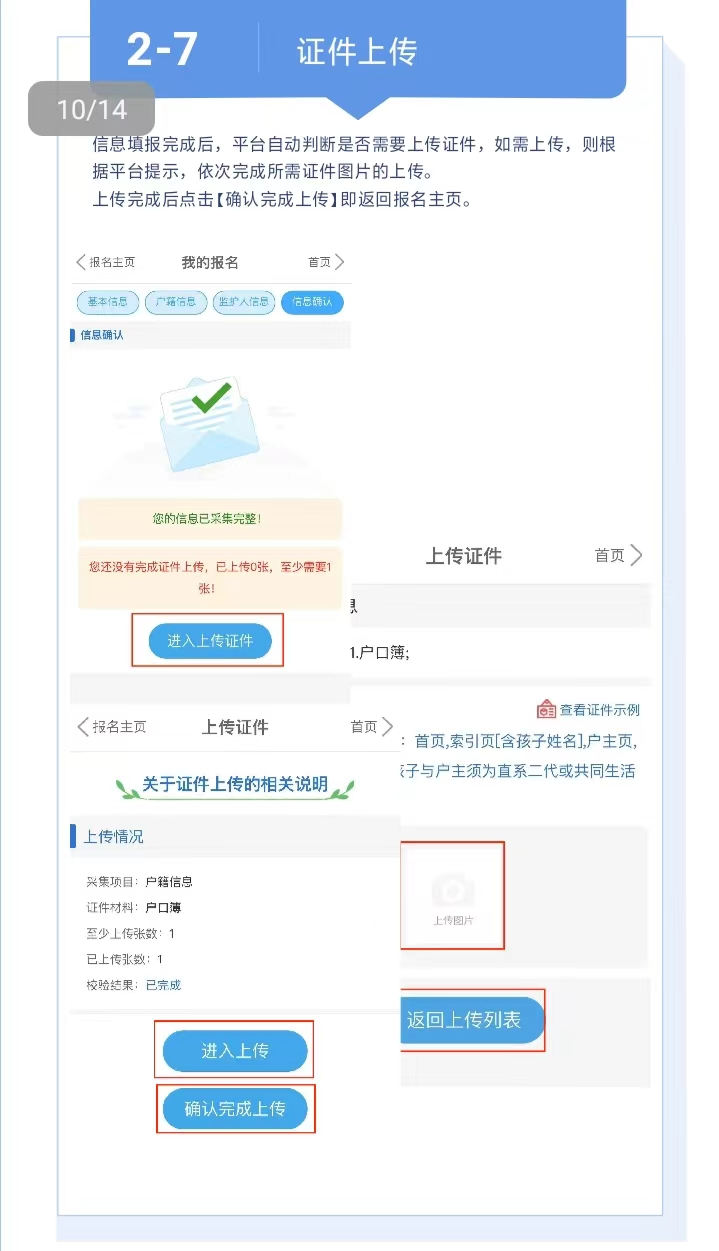 2-7
证件上传
10/14
信息填报完成后，平台自动判断是否需要上传证件，如需上传，则根
据平台提示，依次完成所需证件图片的上传。
上传完成后点击【确认完成上传】即返回报名主页。
报名主页
我的报名
首页
基本信息
户籍信息
监护人信息
信息确认
信息确认
您的信息已采集完整！
您还没有完成证件上传，已上传0张，至少需要1
张！
进入上传证件
上传证件
首页
息
1.户口簿;
查看证件示例
：首页,索引页[含孩子姓名],户主页,
孩子与户主须为直系二代或共同生活
上传图片
返回上传列表
报名主页
上传证件
首页
关于证件上传的相关说明
上传情况
采集项目：户籍信息
证件材料：户口簿
至少上传张数：1
已上传张数：1
校验结果：已完成
进入上传
确认完成上传